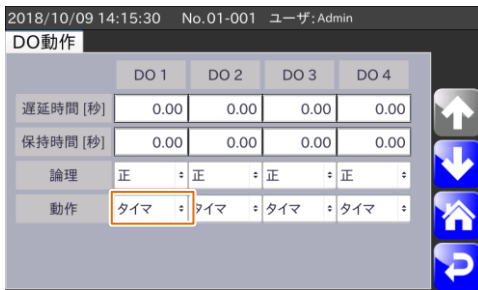 2018/10/09 14:15:30 No.01-001 ユーザ:Admin
DO動作
DO 1 DO 2 DO 3 DO 4
遅延時間 [秒] 0.00 0.00 0.00 0.00
保持時間 [秒] 0.00 0.00 0.00 0.00
論理 正 正 正 正
動作 タイマ タイマ タイマ タイマ